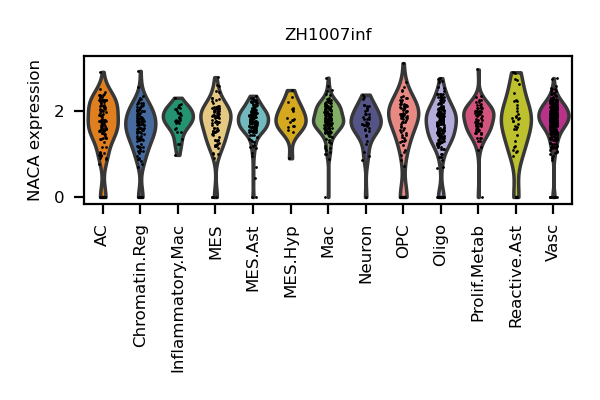 ZH1007inf
NACA expression
2
0
AC
Chromatin.Reg
Inflammatory.Mac
MES
MES.Ast
MES.Hyp
Mac
Neuron
OPC
Oligo
Prolif.Metab
Reactive.Ast
Vasc